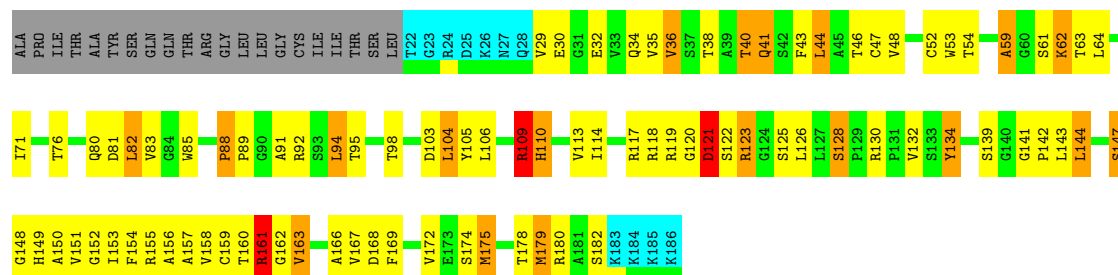 ALA PRO ILE THR ALA TYR SER GLN GLN THR ARG GLY LEU LEU GLY CYS ILE ILE THR SER LEU T22 G23 R24 D25 K26 N27 Q28 V29 E30 G31 E32 V33 Q34 V35 V36 S37 T38 A39 T40 Q41 S42 F43 L44 A45 T46 C47 V48 C52 W53 T54 A59 G60 S61 K62 T63 L64
I71 T76 Q80 D81 L82 V83 G84 W85 P88 P89 G90 A91 R92 S93 L94 T95 T98 D103 L104 Y105 L106 R109 H110 V113 I114 R117 R118 R119 G120 D121 S122 R123 G124 S125 L126 L127 S128 P129 R130 P131 V132 S133 Y134 S139 G140 G141 P142 L143 L144 S147
G148 H149 A150 V151 G152 I153 F154 R155 A156 A157 V158 C159 T160 R161 G162 V163 A166 V167 D168 F169 V172 E173 S174 M175 T178 M179 R180 A181 S182 K183 K184 K185 K186